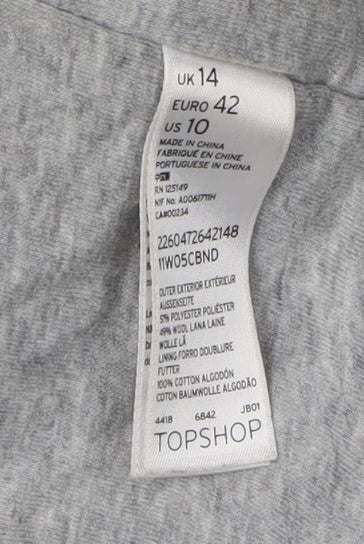 UK 14
EURO 42
US 10
MADE IN CHINA
FABRIQUÉ EN CHINE
PORTUGUESE IN CHINA
RN 125149
NIF No: A0061711H
CA#00234
2260472642148
11W05CBND
OUTER EXTERIOR EXTÉRIEUR
AUSSENSEITE
51% POLYESTER POLIÉSTER
49% WOOL LANA LAINE
WOLLE LÃ
LINING FORRO DOUBLURE
FUTTER
100% COTTON ALGODÓN
COTON BAUMWOLLE ALGODÃO
4418 6842 JB01
TOPSHOP